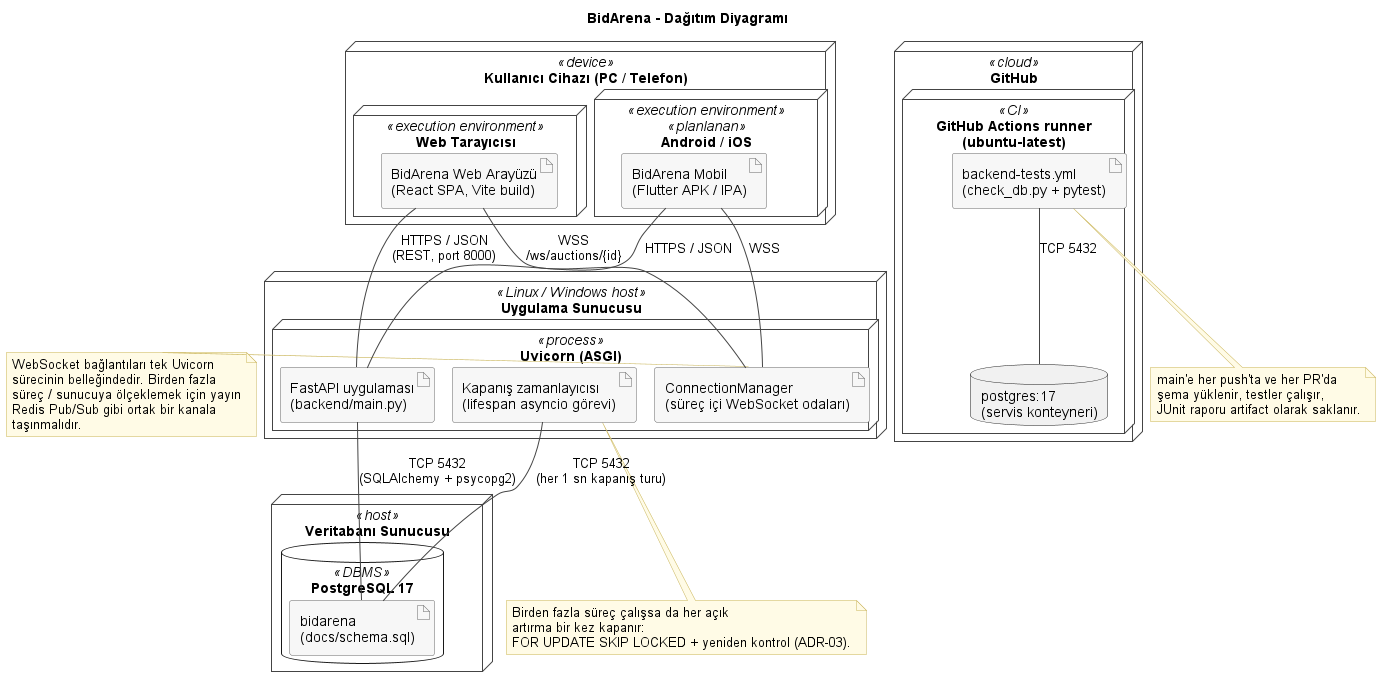 BidArena - Dağıtım Diyagramı
«device»
Kullanıcı Cihazı (PC / Telefon)
«execution environment»
Web Tarayıcısı
BidArena Web Arayüzü
(React SPA, Vite build)
«execution environment»
«planlanan»
Android / iOS
BidArena Mobil
(Flutter APK / IPA)
«cloud»
GitHub
«CI»
GitHub Actions runner
(ubuntu-latest)
backend-tests.yml
(check_db.py + pytest)
HTTPS / JSON
(REST, port 8000)
WSS
/ws/auctions/{id}
HTTPS / JSON
WSS
TCP 5432
«Linux / Windows host»
Uygulama Sunucusu
«process»
Uvicorn (ASGI)
FastAPI uygulaması
(backend/main.py)
Kapanış zamanlayıcısı
(lifespan asyncio görevi)
ConnectionManager
(süreç içi WebSocket odaları)
WebSocket bağlantıları tek Uvicorn
sürecinin belleğindedir. Birden fazla
süreç / sunucuya ölçeklemek için yayın
Redis Pub/Sub gibi ortak bir kanala
taşınmalıdır.
postgres:17
(servis konteyneri)
main'e her push'ta ve her PR'da
şema yüklenir, testler çalışır,
JUnit raporu artifact olarak saklanır.
TCP 5432
(SQLAlchemy + psycopg2)
TCP 5432
(her 1 sn kapanış turu)
«host»
Veritabanı Sunucusu
«DBMS»
PostgreSQL 17
bidarena
(docs/schema.sql)
Birden fazla süreç çalışsa da her açık
artırma bir kez kapanır:
FOR UPDATE SKIP LOCKED + yeniden kontrol (ADR-03).